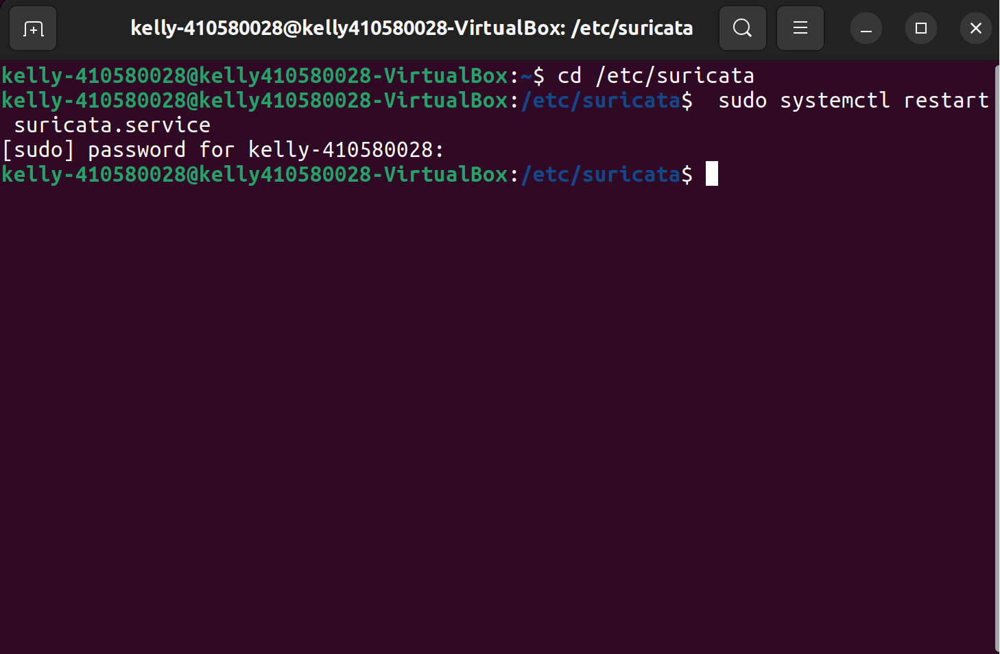 kelly-410580028@kelly410580028-VirtualBox: /etc/suricata
kelly-410580028@kelly410580028-VirtualBox:~$ cd /etc/suricata
kelly-410580028@kelly410580028-VirtualBox:/etc/suricata$  sudo systemctl restart
 suricata.service
[sudo] password for kelly-410580028:
kelly-410580028@kelly410580028-VirtualBox:/etc/suricata$